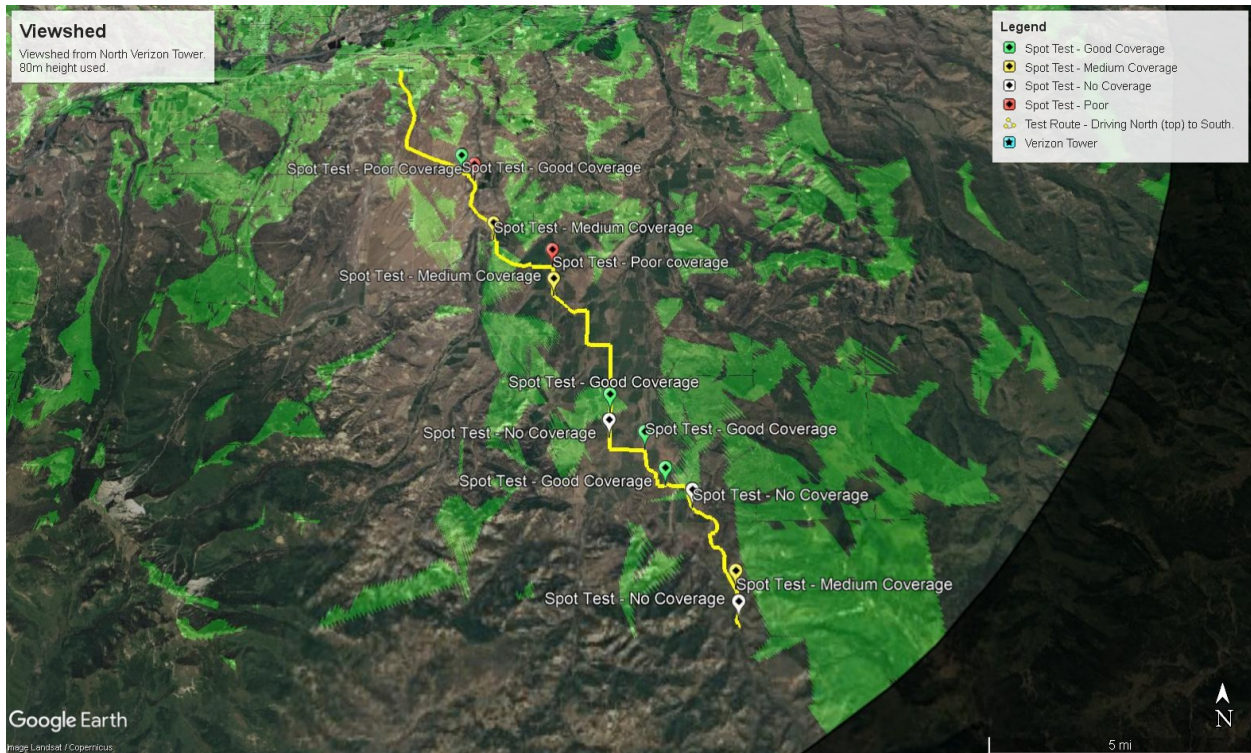 Viewshed
Viewshed from North Verizon Tower.
80m height used.
Legend
Spot Test - Good Coverage
Spot Test - Medium Coverage
Spot Test - No Coverage
Spot Test - Poor
Test Route - Driving North (top) to South.
Verizon Tower
Spot Test - Poor Coverage
Spot Test - Good Coverage
Spot Test - Medium Coverage
Spot Test - Poor coverage
Spot Test - Medium Coverage
Spot Test - Good Coverage
Spot Test - No Coverage
Spot Test - Good Coverage
Spot Test - Good Coverage
Spot Test - No Coverage
Spot Test - Medium Coverage
Spot Test - No Coverage
N
Google Earth
Image Landsat / Copernicus
5 mi